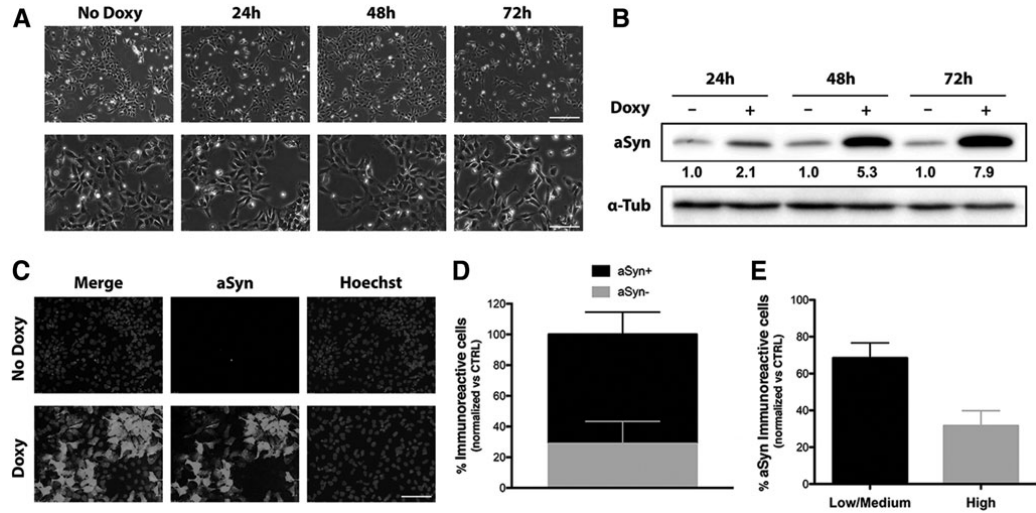 A
No Doxy 24h 48h 72h
B
24h 48h 72h
Doxy − + − + − +
aSyn
1.0 2.1 1.0 5.3 1.0 7.9
α-Tub
C
Merge aSyn Hoechst
No Doxy
Doxy
D
aSyn+
aSyn-
% Immunoreactive cells
(normalized vs CTRL)
120
100
80
60
40
20
0
E
% aSyn Immunoreactive cells
(normalized vs CTRL)
100
80
60
40
20
0
Low/Medium High